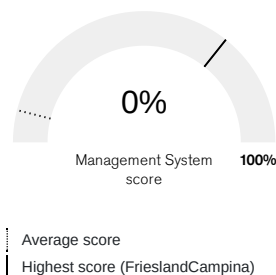 0%
Management System
score
100%
Average score
Highest score (FrieslandCampina)